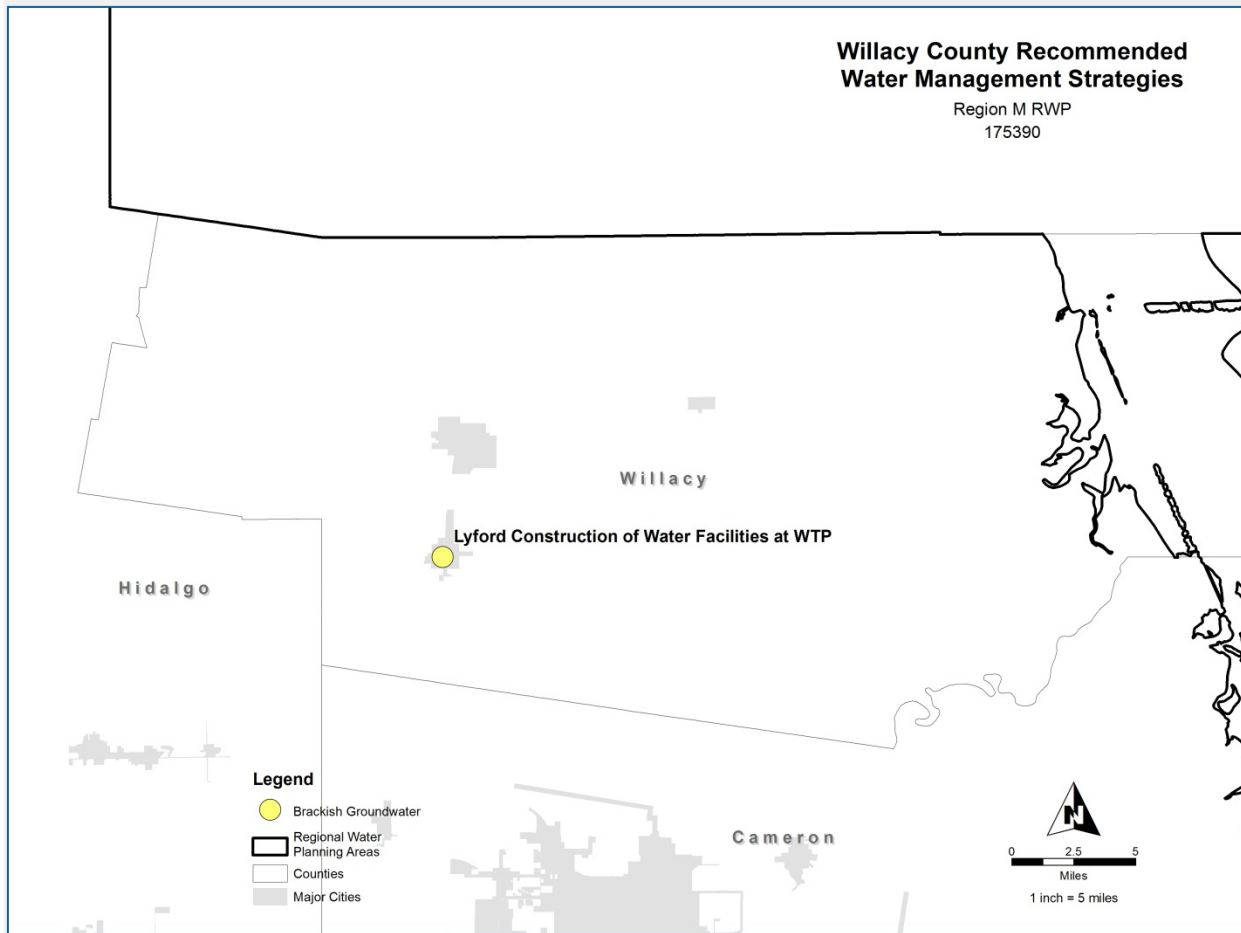 Willacy County Recommended
Water Management Strategies
Region M RWP
175390
Willacy
Lyford Construction of Water Facilities at WTP
Hidalgo
Legend
Brackish Groundwater
Regional Water
Planning Areas
Counties
Major Cities
Cameron
N
0 2.5 5
Miles
1 inch = 5 miles